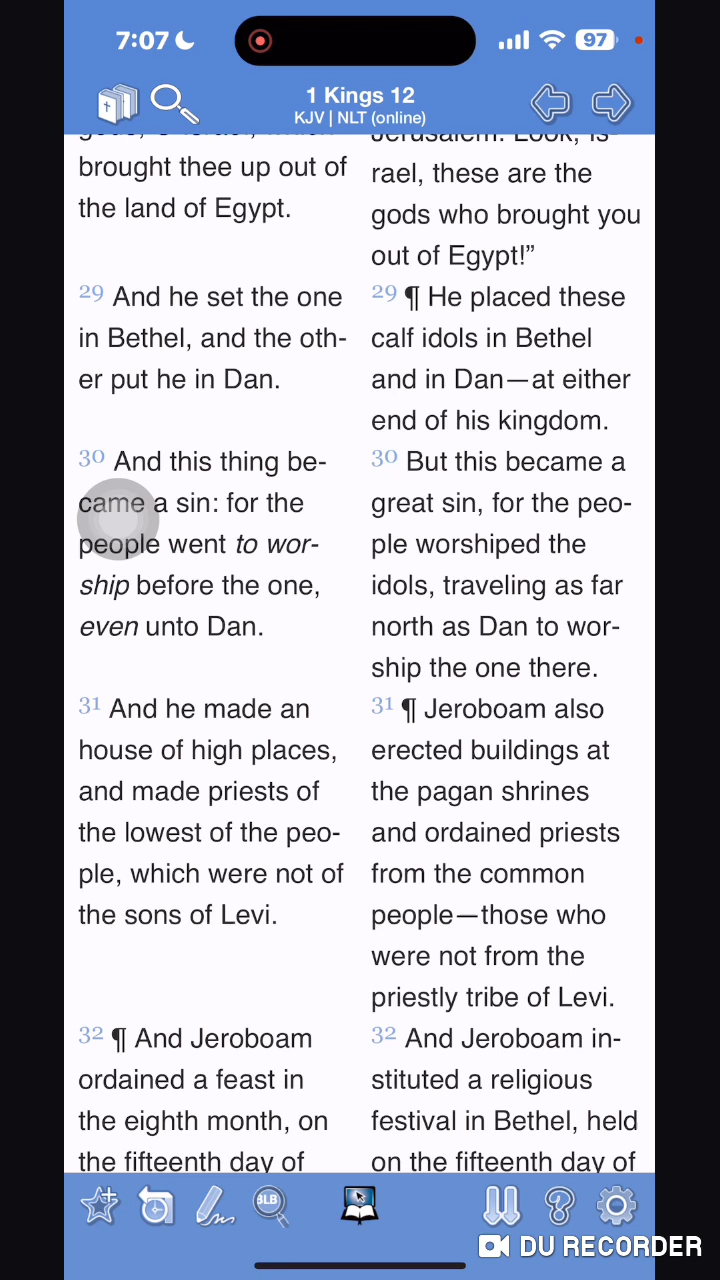 7:07
97
1 Kings 12
KJV | NLT (online)
brought thee up out of
the land of Egypt.
29 And he set the one
in Bethel, and the oth-
er put he in Dan.
30 And this thing be-
came a sin: for the
people went to wor-
ship before the one,
even unto Dan.
31 And he made an
house of high places,
and made priests of
the lowest of the peo-
ple, which were not of
the sons of Levi.
32 ¶ And Jeroboam
ordained a feast in
the eighth month, on
the fifteenth day of
Jerusalem. Look, Is-
rael, these are the
gods who brought you
out of Egypt!”
29 ¶ He placed these
calf idols in Bethel
and in Dan—at either
end of his kingdom.
30 But this became a
great sin, for the peo-
ple worshiped the
idols, traveling as far
north as Dan to wor-
ship the one there.
31 ¶ Jeroboam also
erected buildings at
the pagan shrines
and ordained priests
from the common
people—those who
were not from the
priestly tribe of Levi.
32 And Jeroboam in-
stituted a religious
festival in Bethel, held
on the fifteenth day of
BLB
DU RECORDER